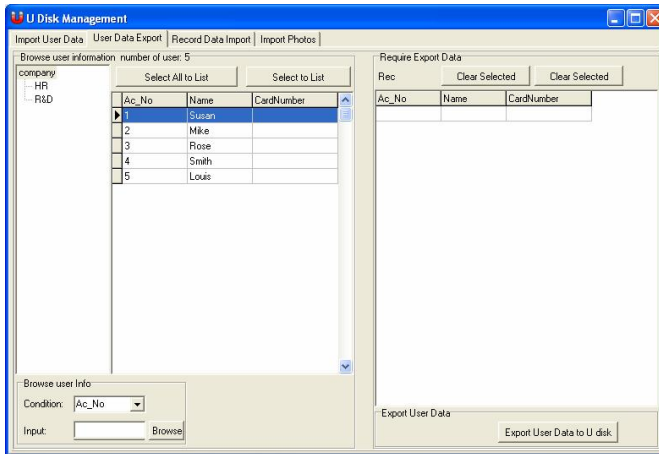 U Disk Management
Import User Data User Data Export Record Data Import Import Photos
Browse user information number of user: 5
company
HR
R&D
Select All to List Select to List
Ac_No Name CardNumber
1 Susan
2 Mike
3 Rose
4 Smith
5 Louis
Browse user Info
Condition: Ac_No
Input: Browse
Require Export Data
Rec Clear Selected Clear Selected
Ac_No Name CardNumber
Export User Data
Export User Data to U disk